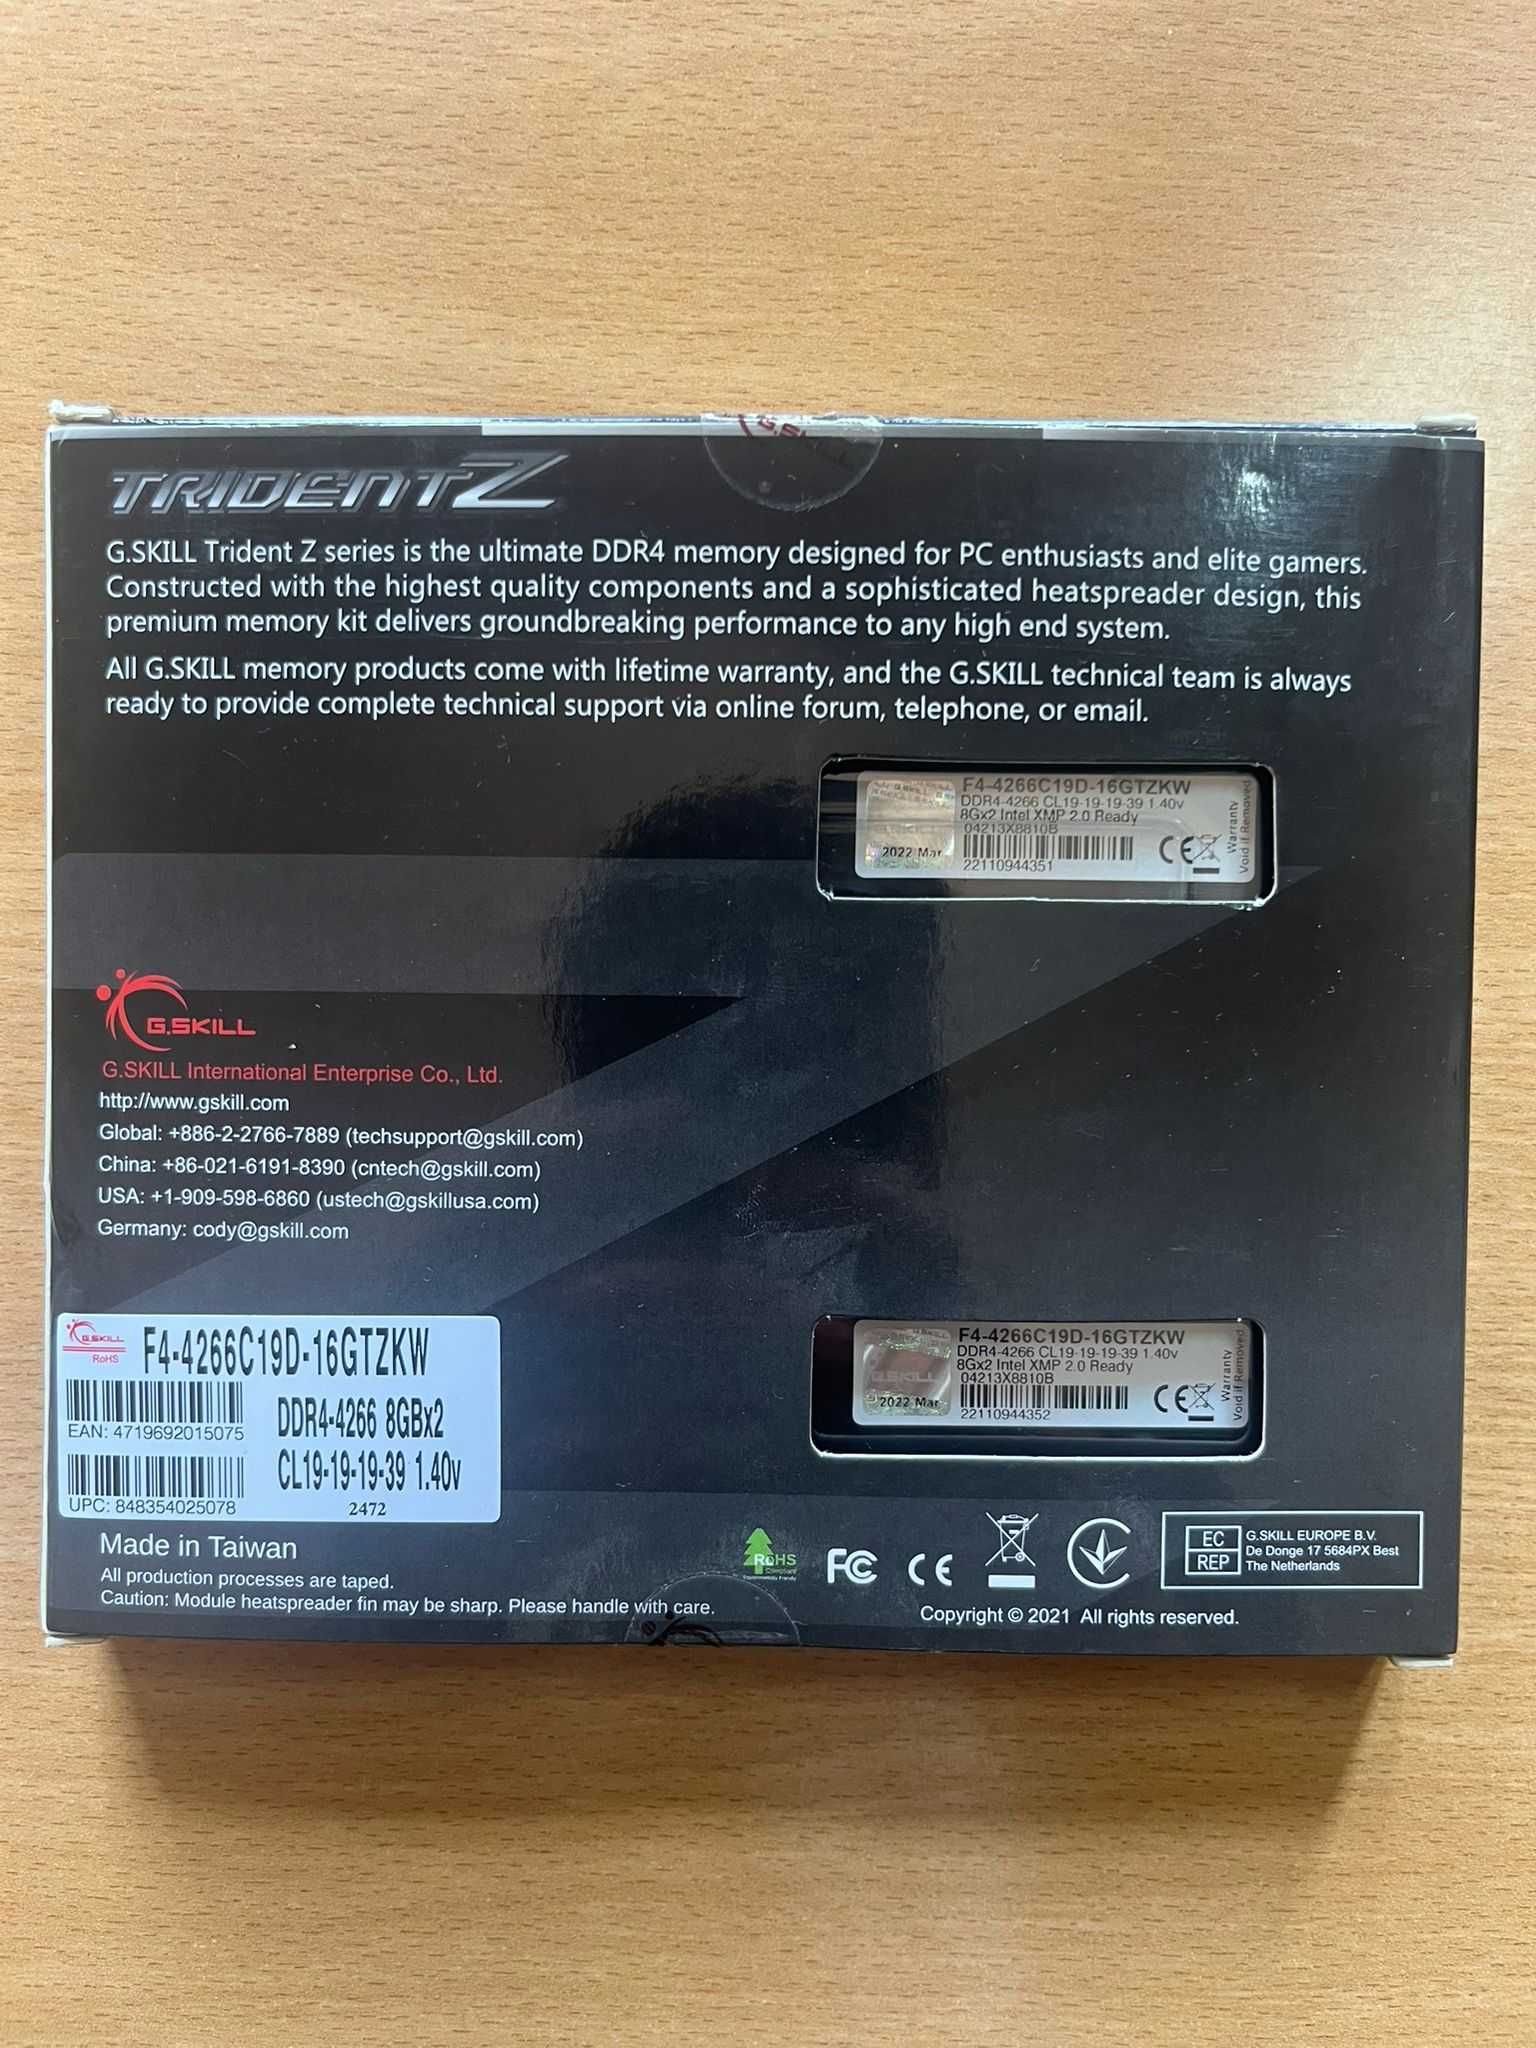 G.SKILL
TRIDENTZ
G.SKILL Trident Z series is the ultimate DDR4 memory designed for PC enthusiasts and elite gamers.
Constructed with the highest quality components and a sophisticated heatspreader design, this
premium memory kit delivers groundbreaking performance to any high end system.
All G.SKILL memory products come with lifetime warranty, and the G.SKILL technical team is always
ready to provide complete technical support via online forum, telephone, or email.
G.SKILL
2022 Mar
F4-4266C19D-16GTZKW
DDR4-4266 CL19-19-19-39 1.40v
8Gx2 Intel XMP 2.0 Ready
04213X8810B
22110944351
CE
Warranty
Void if Removed
G.SKILL
G.SKILL International Enterprise Co., Ltd.
http://www.gskill.com
Global: +886-2-2766-7889 (techsupport@gskill.com)
China: +86-021-6191-8390 (cntech@gskill.com)
USA: +1-909-598-6860 (ustech@gskillusa.com)
Germany: cody@gskill.com
G.SKILL
RoHS
F4-4266C19D-16GTZKW
EAN: 4719692015075
DDR4-4266 8GBx2
CL19-19-19-39 1.40v
UPC: 848354025078
2472
G.SKILL
2022 Mar
F4-4266C19D-16GTZKW
DDR4-4266 CL19-19-19-39 1.40v
8Gx2 Intel XMP 2.0 Ready
04213X8810B
22110944352
CE
Warranty
Void if Removed
Made in Taiwan
All production processes are taped.
Caution: Module heatspreader fin may be sharp. Please handle with care.
RoHS
Compliant
Environmentally Friendly
FC
CE
EC
REP
G.SKILL EUROPE B.V.
De Donge 17 5684PX Best
The Netherlands
Copyright © 2021 All rights reserved.